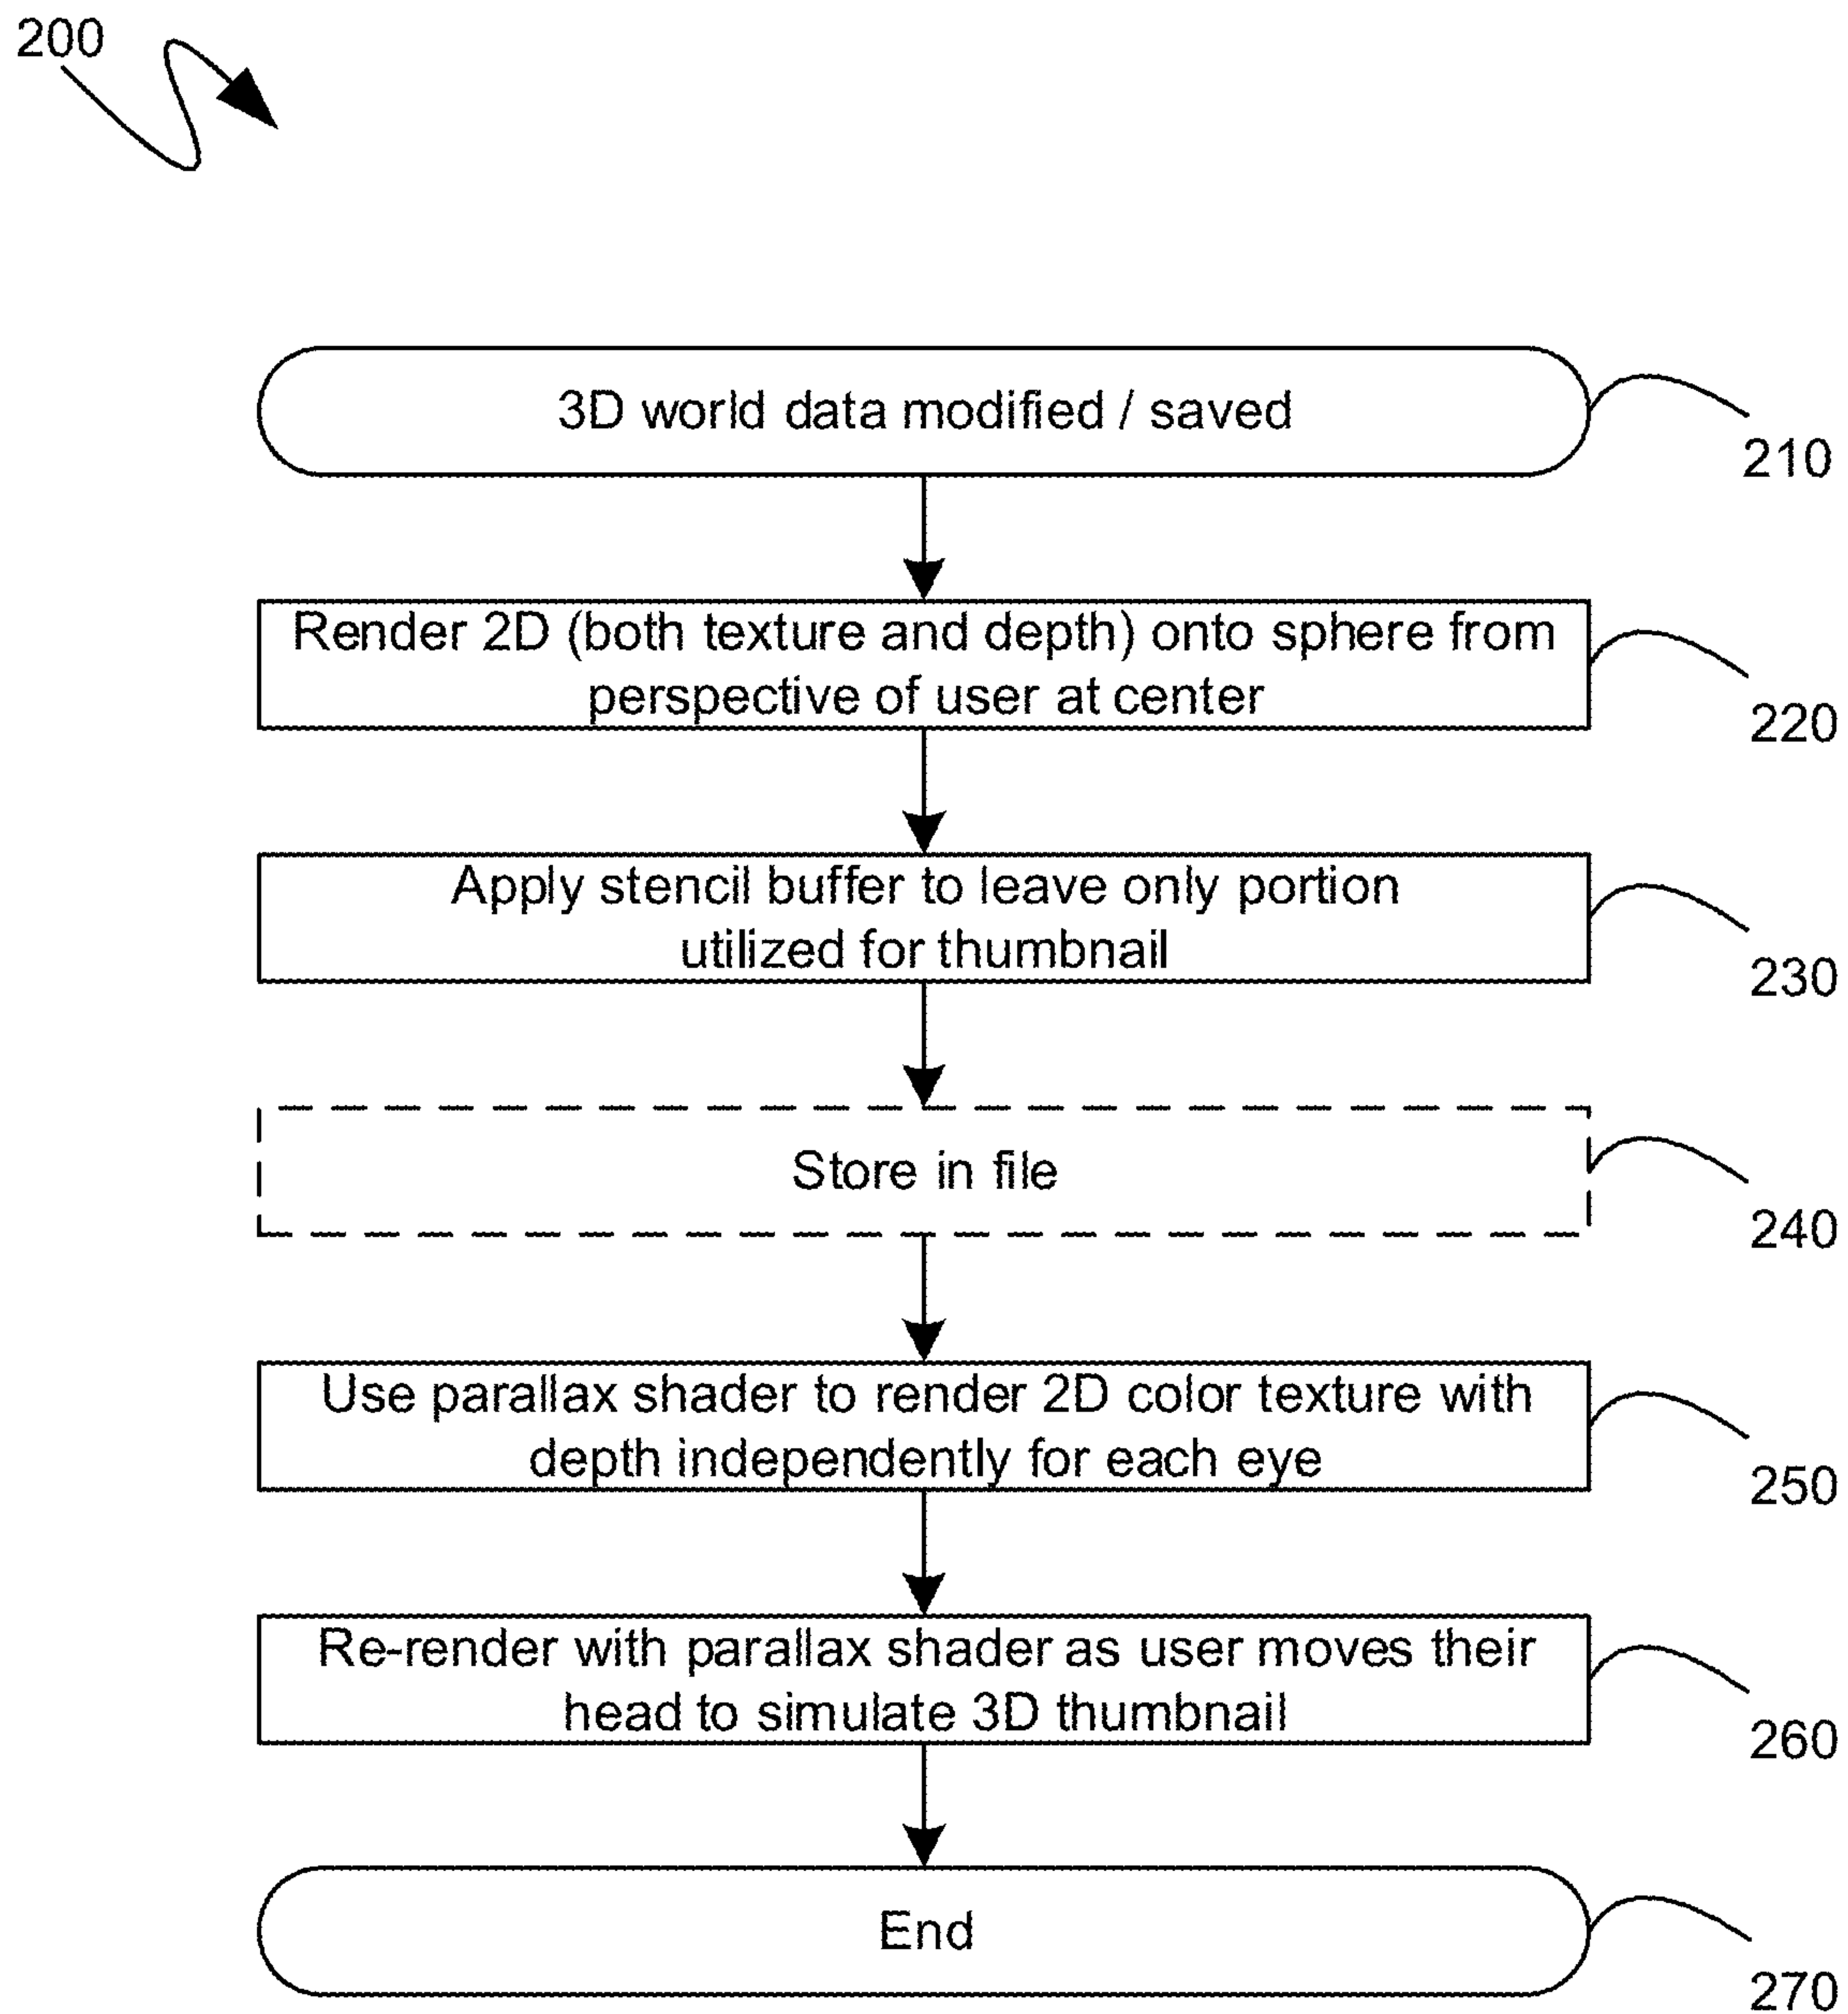 200
3D world data modified / saved
210
Render 2D (both texture and depth) onto sphere from
perspective of user at center
220
Apply stencil buffer to leave only portion
utilized for thumbnail
230
Store in file
240
Use parallax shader to render 2D color texture with
depth independently for each eye
250
Re-render with parallax shader as user moves their
head to simulate 3D thumbnail
260
End
270